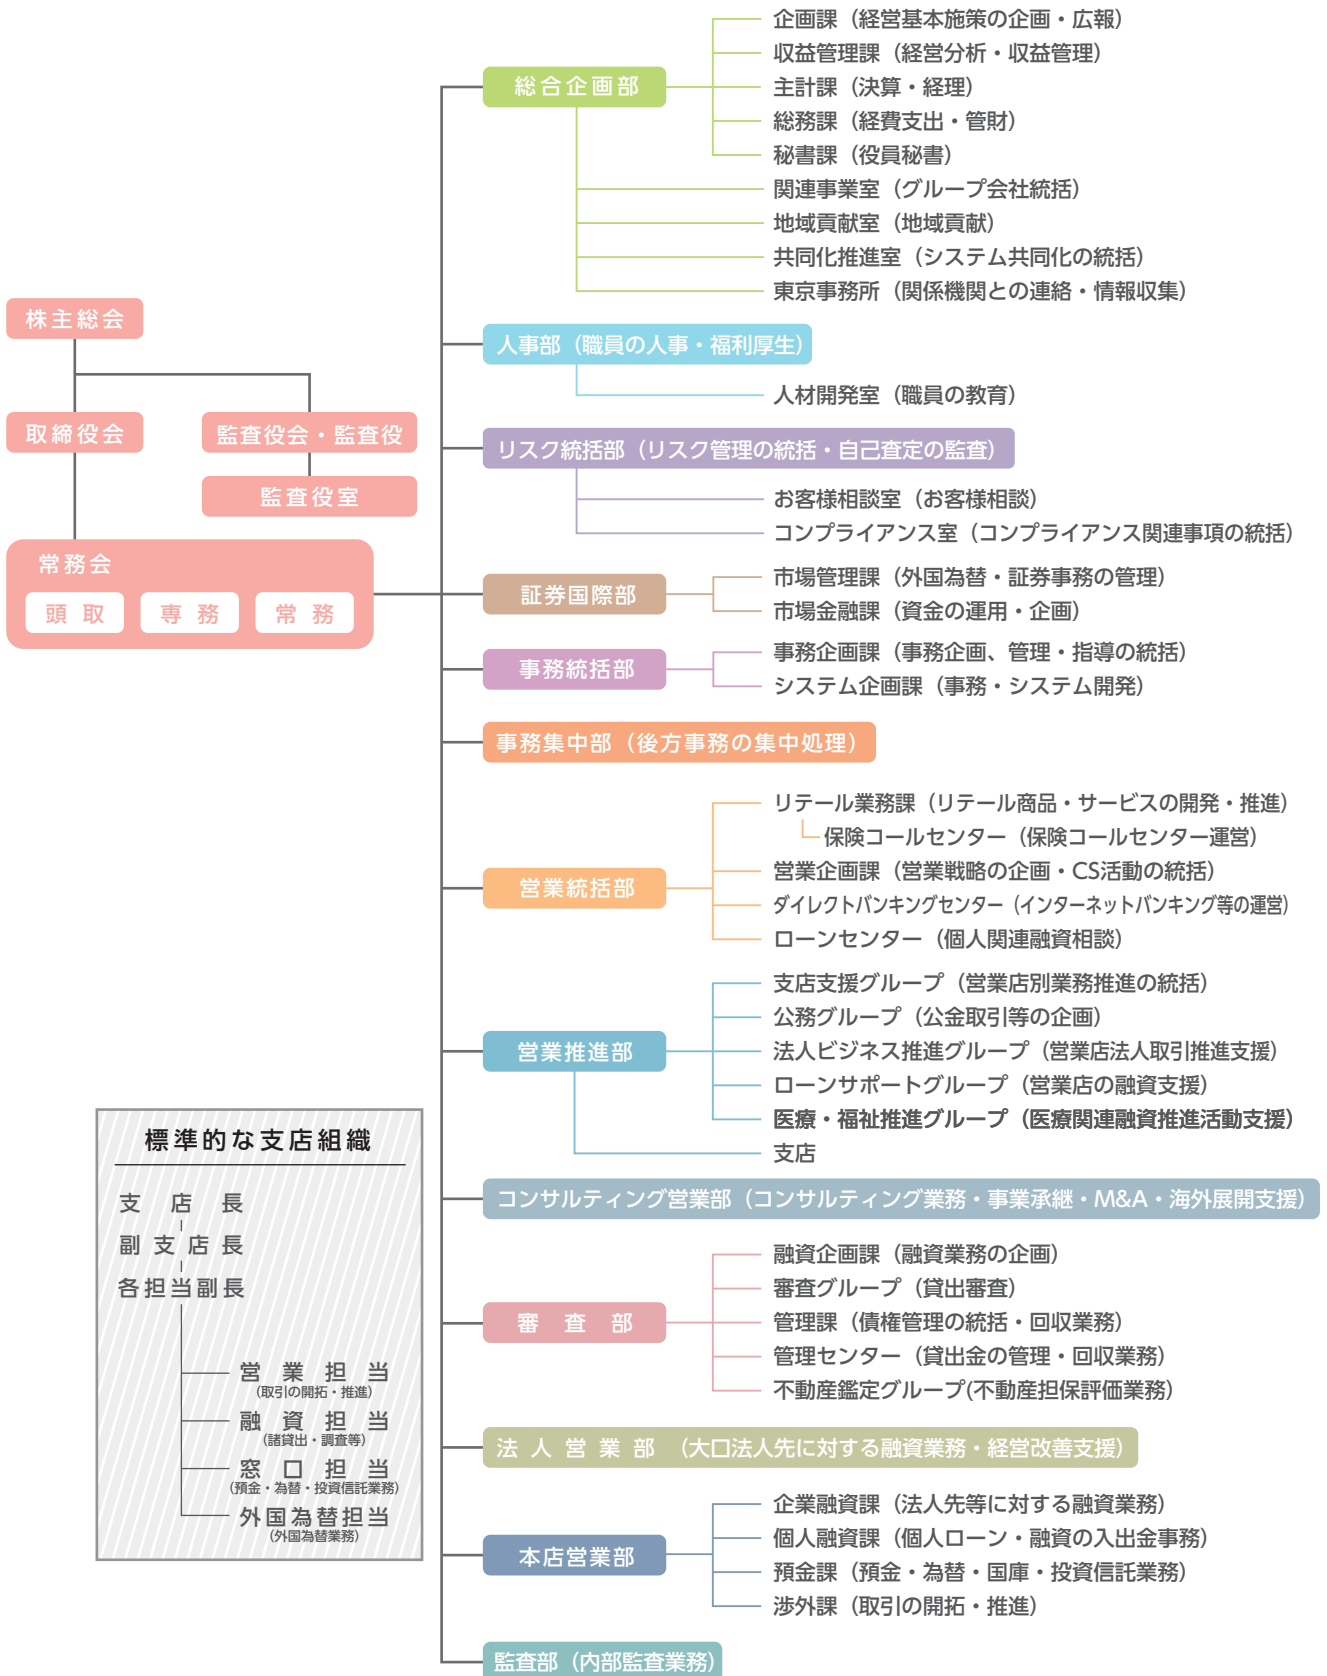 株主総会
取締役会
監査役会・監査役
監査役室
常務会
頭取
専務
常務
総合企画部
企画課（経営基本施策の企画・広報）
収益管理課（経営分析・収益管理）
主計課（決算・経理）
総務課（経費支出・管財）
秘書課（役員秘書）
関連事業室（グループ会社統括）
地域貢献室（地域貢献）
共同化推進室（システム共同化の統括）
東京事務所（関係機関との連絡・情報収集）
人事部（職員の人事・福利厚生）
人材開発室（職員の教育）
リスク統括部（リスク管理の統括・自己査定の監査）
お客様相談室（お客様相談）
コンプライアンス室（コンプライアンス関連事項の統括）
証券国際部
市場管理課（外国為替・証券事務の管理）
市場金融課（資金の運用・企画）
事務統括部
事務企画課（事務企画、管理・指導の統括）
システム企画課（事務・システム開発）
事務集中部（後方事務の集中処理）
営業統括部
リテール業務課（リテール商品・サービスの開発・推進）
保険コールセンター（保険コールセンター運営）
営業企画課（営業戦略の企画・CS活動の統括）
ダイレクトバンキングセンター（インターネットバンキング等の運営）
ローンセンター（個人関連融資相談）
営業推進部
支店支援グループ（営業店別業務推進の統括）
公務グループ（公金取引等の企画）
法人ビジネス推進グループ（営業店法人取引推進支援）
ローンサポートグループ（営業店の融資支援）
医療・福祉推進グループ（医療関連融資推進活動支援）
支店
コンサルティング営業部（コンサルティング業務・事業承継・M&A・海外展開支援）
審査部
融資企画課（融資業務の企画）
審査グループ（貸出審査）
管理課（債権管理の統括・回収業務）
管理センター（貸出金の管理・回収業務）
不動産鑑定グループ(不動産担保評価業務）
法人営業部（大口法人先に対する融資業務・経営改善支援）
本店営業部
企業融資課（法人先等に対する融資業務）
個人融資課（個人ローン・融資の入出金事務）
預金課（預金・為替・国庫・投資信託業務）
渉外課（取引の開拓・推進）
監査部（内部監査業務）
標準的な支店組織
支店長
副支店長
各担当副長
営業担当
（取引の開拓・推進）
融資担当
（諸貸出・調査等）
窓口担当
（預金・為替・投資信託業務）
外国為替担当
（外国為替業務）